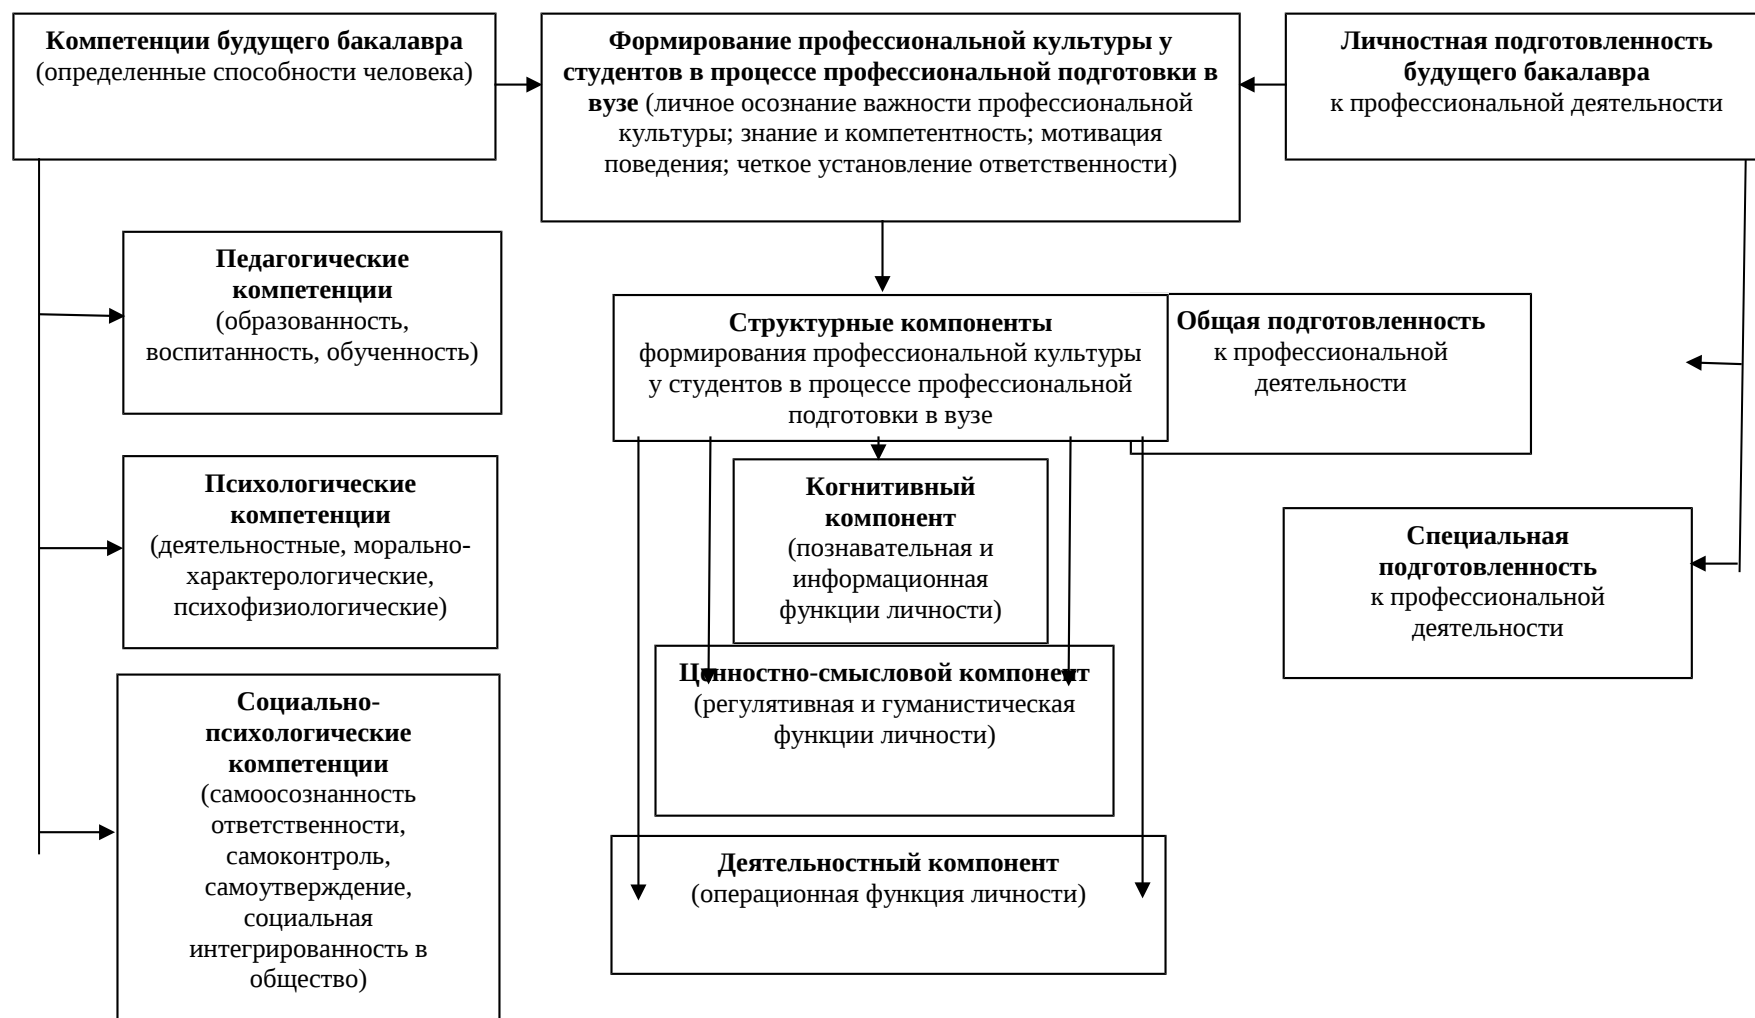 Компетенции будущего бакалавра
(определенные способности человека)
Формирование профессиональной культуры у
студентов в процессе профессиональной подготовки в
вузе (личное осознание важности профессиональной
культуры; знание и компетентность; мотивация
поведения; четкое установление ответственности)
Личностная подготовленность
будущего бакалавра
к профессиональной деятельности
Педагогические
компетенции
(образованность,
воспитанность, обученность)
Психологические
компетенции
(деятельностные, морально-
характерологические,
психофизиологические)
Социально-
психологические
компетенции
(самоосознанность
ответственности,
самоконтроль,
самоутверждение,
социальная
интегрированность в
общество)
Структурные компоненты
формирования профессиональной культуры
у студентов в процессе профессиональной
подготовки в вузе
Когнитивный
компонент
(познавательная и
информационная
функции личности)
Ценностно-смысловой компонент
(регулятивная и гуманистическая
функции личности)
Деятельностный компонент
(операционная функция личности)
Общая подготовленность
к профессиональной
деятельности
Специальная
подготовленность
к профессиональной
деятельности